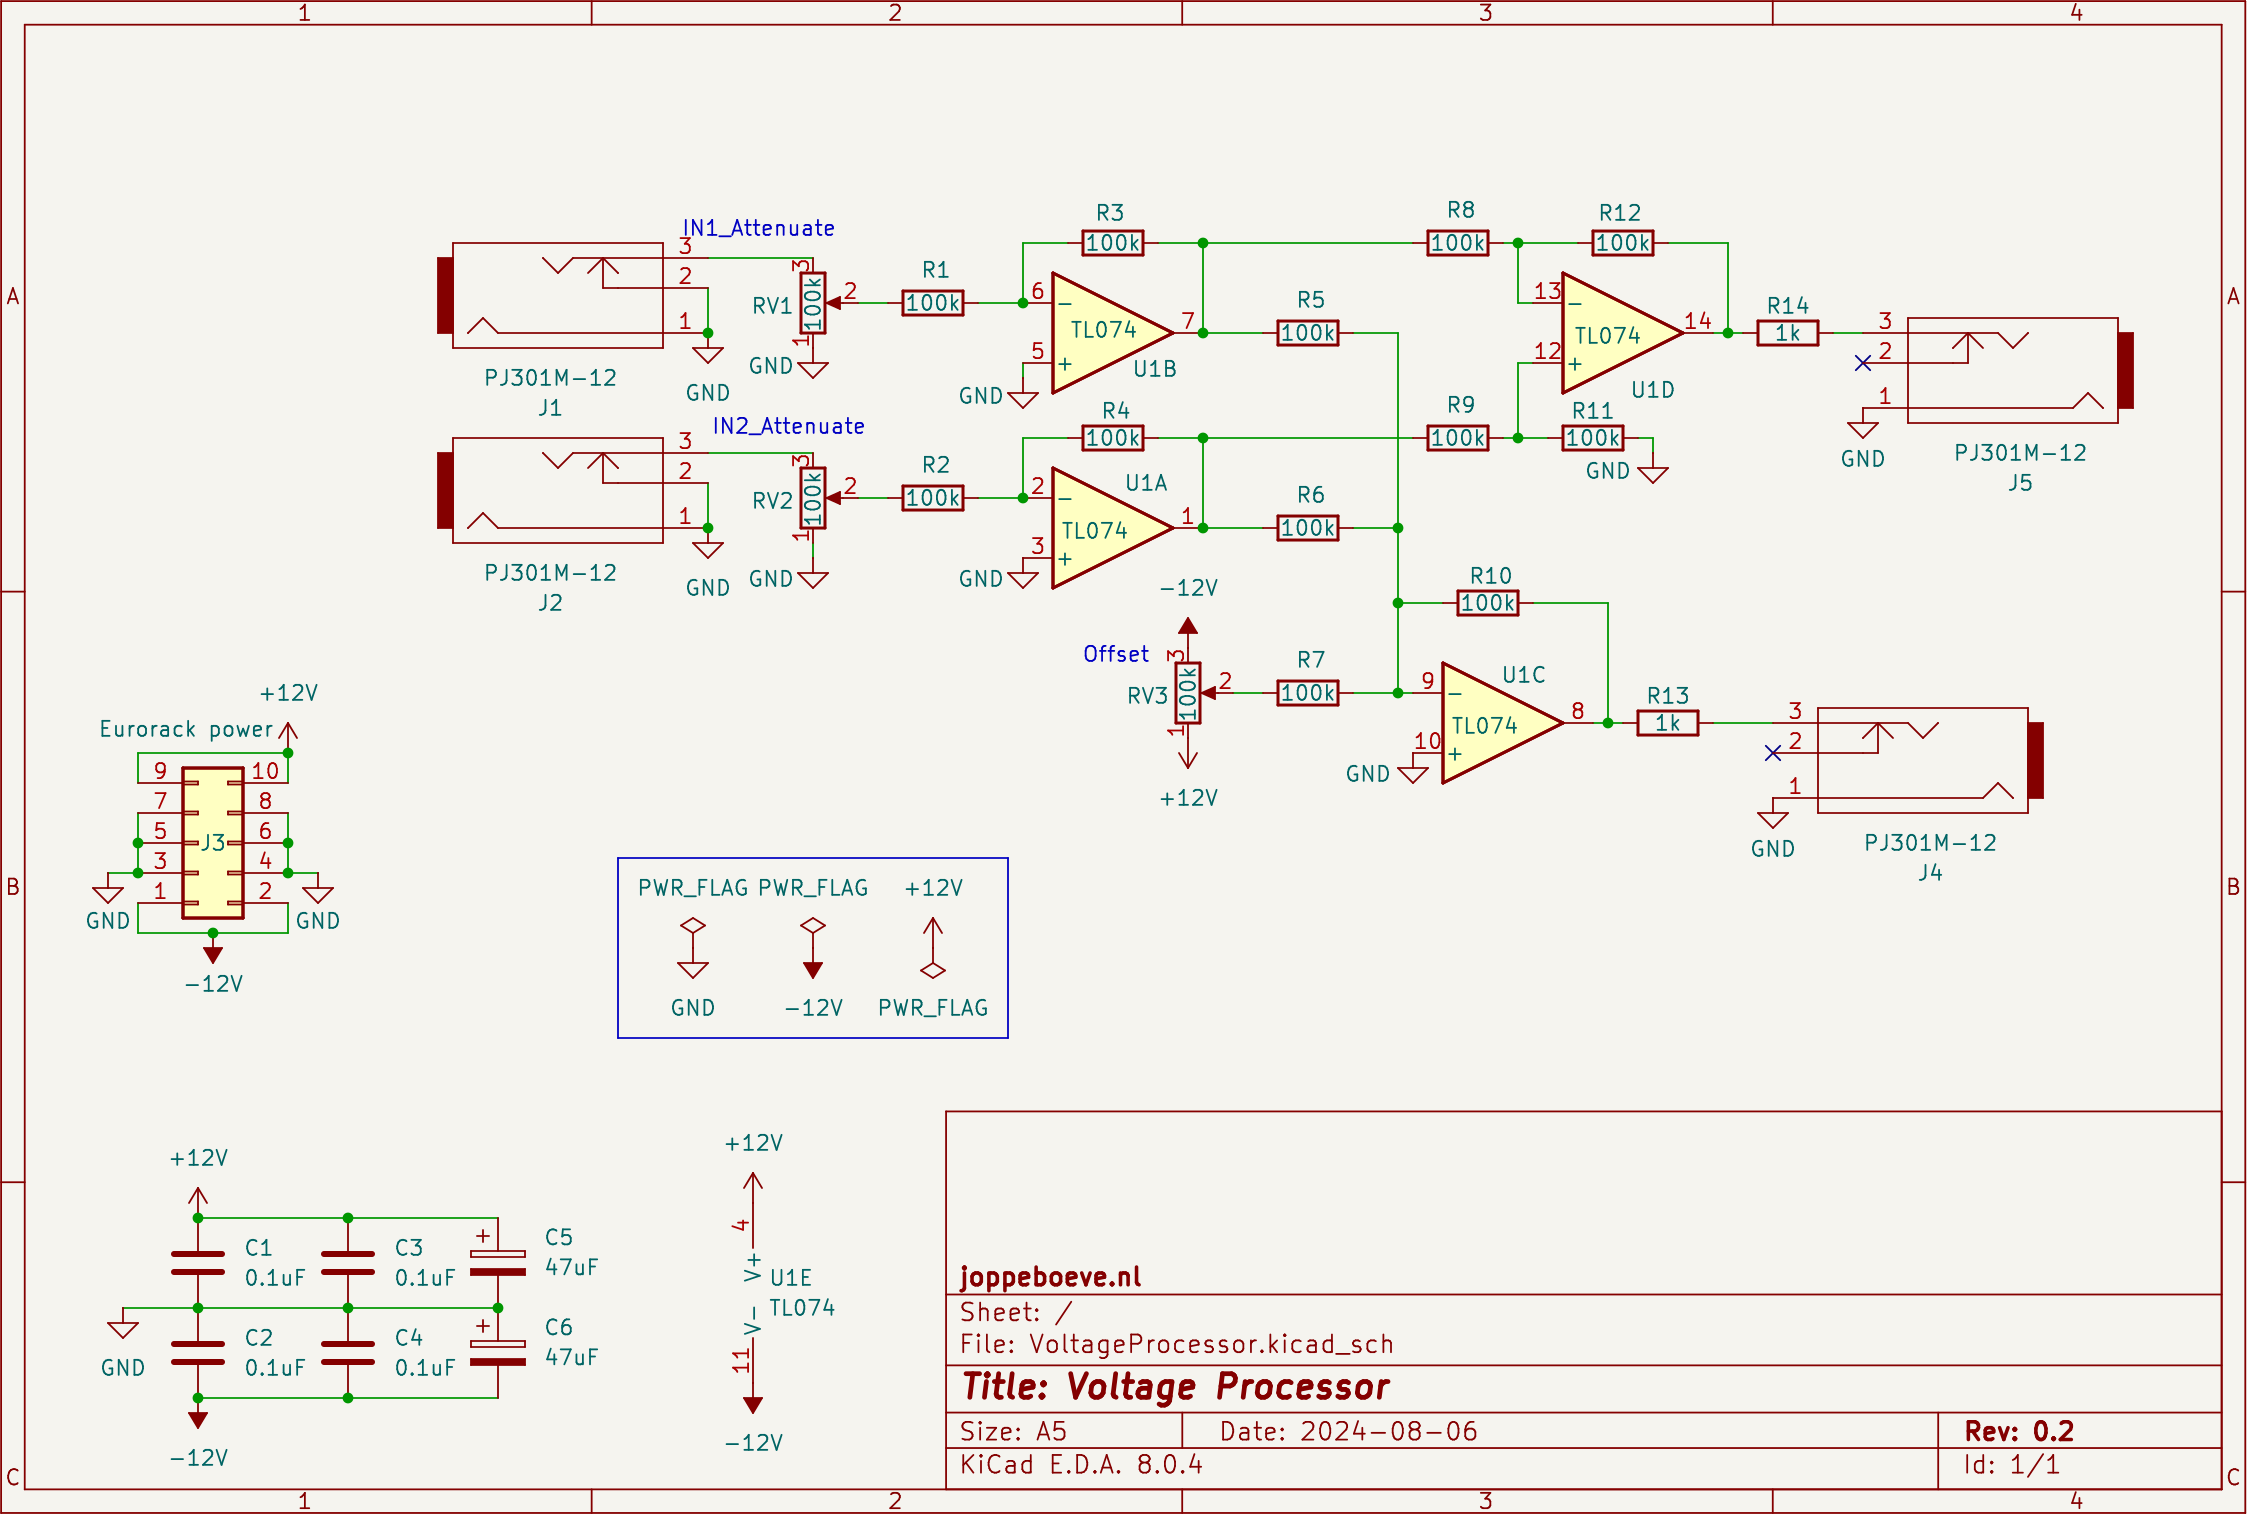 1 2 3 4
A
A
IN1_Attenuate
3
2
1
PJ301M-12
J1
GND
3
RV1
100k
2
1
GND
R1
100k
R3
100k
6
5
TL074
7
U1B
GND
R5
100k
R8
100k
R12
100k
13
12
TL074
14
U1D
R14
1k
3
2
1
GND
PJ301M-12
J5
IN2_Attenuate
3
2
1
PJ301M-12
J2
GND
3
RV2
100k
2
1
GND
R2
100k
R4
100k
2
3
U1A
TL074
1
GND
R6
100k
R9
100k
R11
100k
GND
-12V
Offset
3
RV3
100k
2
1
+12V
R7
100k
R10
100k
9
10
U1C
TL074
8
GND
R13
1k
3
2
1
GND
PJ301M-12
J4
+12V
Eurorack power
9 10
7 8
5 6
J3
3 4
1 2
GND GND
-12V
B
B
PWR_FLAG PWR_FLAG +12V
GND -12V PWR_FLAG
+12V
+
C1
0.1uF
C3
0.1uF
C5
47uF
+
C2
0.1uF
C4
0.1uF
C6
47uF
GND
-12V
+12V
4
V+
U1E
TL074
V-
11
-12V
joppeboeve.nl
Sheet: /
File: VoltageProcessor.kicad_sch
Title: Voltage Processor
Size: A5 Date: 2024-08-06 Rev: 0.2
KiCad E.D.A. 8.0.4 Id: 1/1
C
C
1 2 3 4